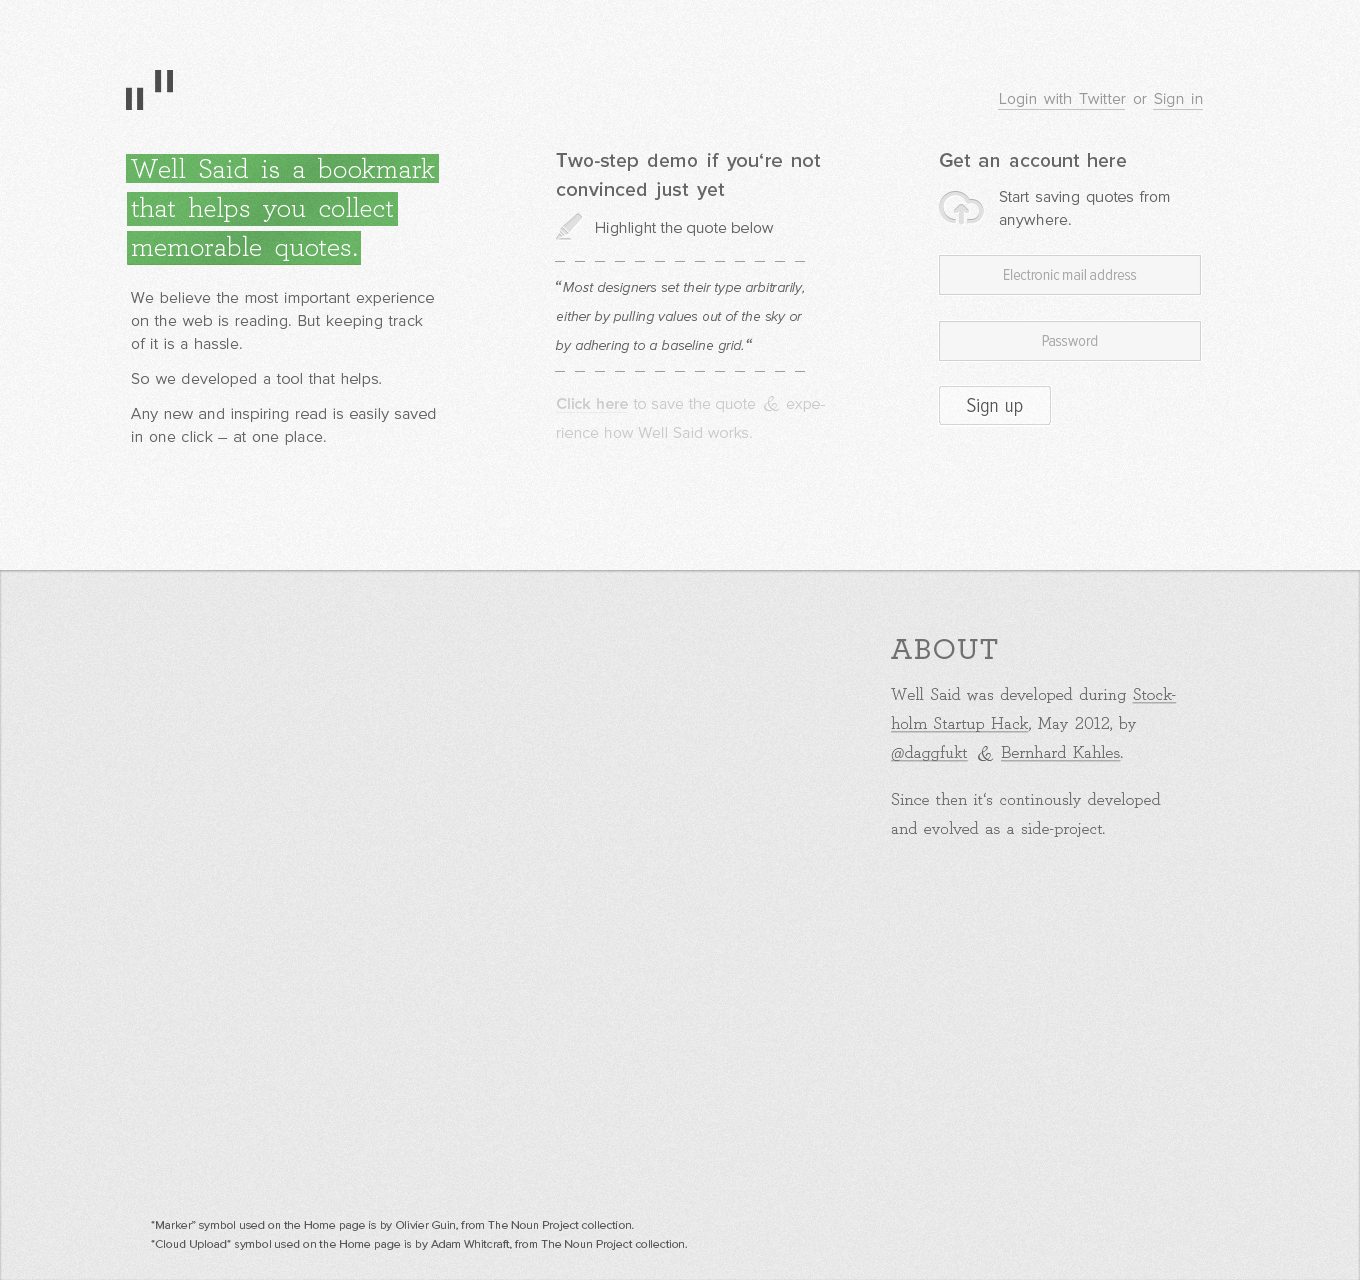 Login with Twitter or Sign in
Well Said is a bookmark
that helps you collect
memorable quotes.
We believe the most important experience
on the web is reading. But keeping track
of it is a hassle.
So we developed a tool that helps.
Any new and inspiring read is easily saved
in one click – at one place.
Two-step demo if you‘re not
convinced just yet
Highlight the quote below
“Most designers set their type arbitrarily,
either by pulling values out of the sky or
by adhering to a baseline grid.“
Click here to save the quote & expe-
rience how Well Said works.
Get an account here
Start saving quotes from
anywhere.
Electronic mail address
Password
Sign up
ABOUT
Well Said was developed during Stock-
holm Startup Hack, May 2012, by
@daggfukt & Bernhard Kahles.
Since then it‘s continously developed
and evolved as a side-project.
"Marker" symbol used on the Home page is by Olivier Guin, from The Noun Project collection.
"Cloud Upload" symbol used on the Home page is by Adam Whitcraft, from The Noun Project collection.